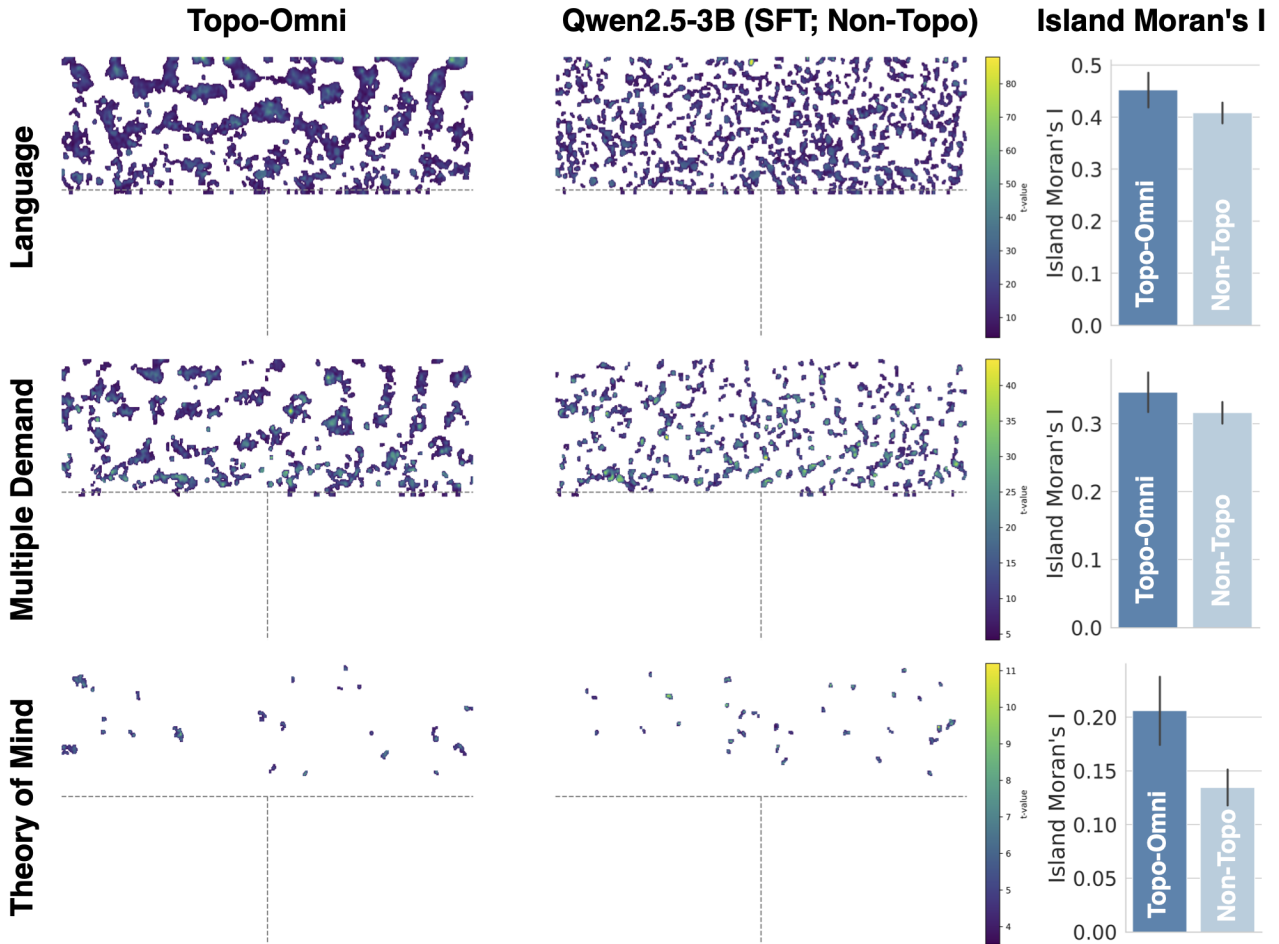 Topo-Omni
Qwen2.5-3B (SFT; Non-Topo)
Island Moran's I
Language
80
70
60
50
40
30
20
10
t-value
Island Moran's I
0.5
0.4
0.3
0.2
0.1
0.0
Topo-Omni
Non-Topo
Multiple Demand
40
35
30
25
20
15
10
5
t-value
Island Moran's I
0.3
0.2
0.1
0.0
Topo-Omni
Non-Topo
Theory of Mind
11
10
9
8
7
6
5
4
t-value
Island Moran's I
0.20
0.15
0.10
0.05
0.00
Topo-Omni
Non-Topo